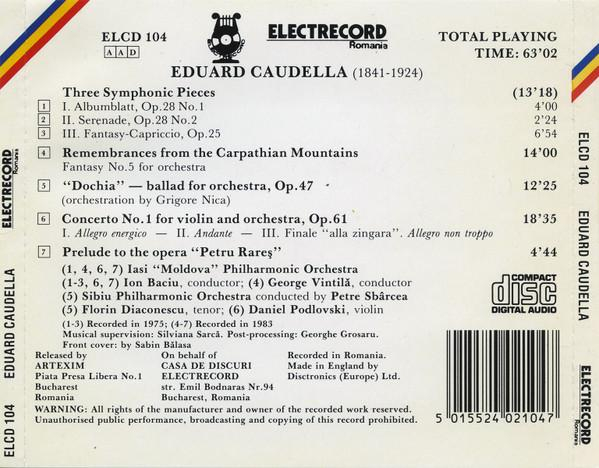 ELCD 104
AAD
ELECTRECORD
Romania
TOTAL PLAYING
TIME: 63'02
EDUARD CAUDELLA (1841-1924)
Three Symphonic Pieces (13'18)
1 I. Albumblatt, Op.28 No.1 4'00
2 II. Serenade, Op.28 No.2 2'24
3 III. Fantasy-Capriccio, Op.25 6'54
4 Remembrances from the Carpathian Mountains 14'00
Fantasy No.5 for orchestra
5 “Dochia” — ballad for orchestra, Op.47 12'25
(orchestration by Grigore Nica)
6 Concerto No.1 for violin and orchestra, Op.61 18'35
I. Allegro energico — II. Andante — III. Finale “alla zingara”. Allegro non troppo
7 Prelude to the opera “Petru Rareş” 4'44
(1, 4, 6, 7) Iasi “Moldova” Philharmonic Orchestra
(1-3, 6, 7) Ion Baciu, conductor; (4) George Vintilă, conductor
(5) Sibiu Philharmonic Orchestra conducted by Petre Sbârcea
(5) Florin Diaconescu, tenor; (6) Daniel Podlovski, violin
(1-3) Recorded in 1975; (4-7) Recorded in 1983
Musical supervision: Silviana Sarcă. Post-processing: Georghe Grosaru.
Front cover: by Sabin Bălasa
Released by
ARTEXIM
Piata Presa Libera No.1
Bucharest
Romania
On behalf of
CASA DE DISCURI
ELECTRECORD
str. Emil Bodnaras Nr.94
Bucharest, Romania
Recorded in Romania.
Made in England by
Disctronics (Europe) Ltd.
WARNING: All rights of the manufacturer and owner of the recorded work reserved.
Unauthorised public performance, broadcasting and copying of this record prohibited.
COMPACT
disc
DIGITAL AUDIO
5 015524 021047
ELCD 104 EDUARD CAUDELLA ELECTRECORD
Romania
ELCD 104 EDUARD CAUDELLA ELECTRECORD
Romania